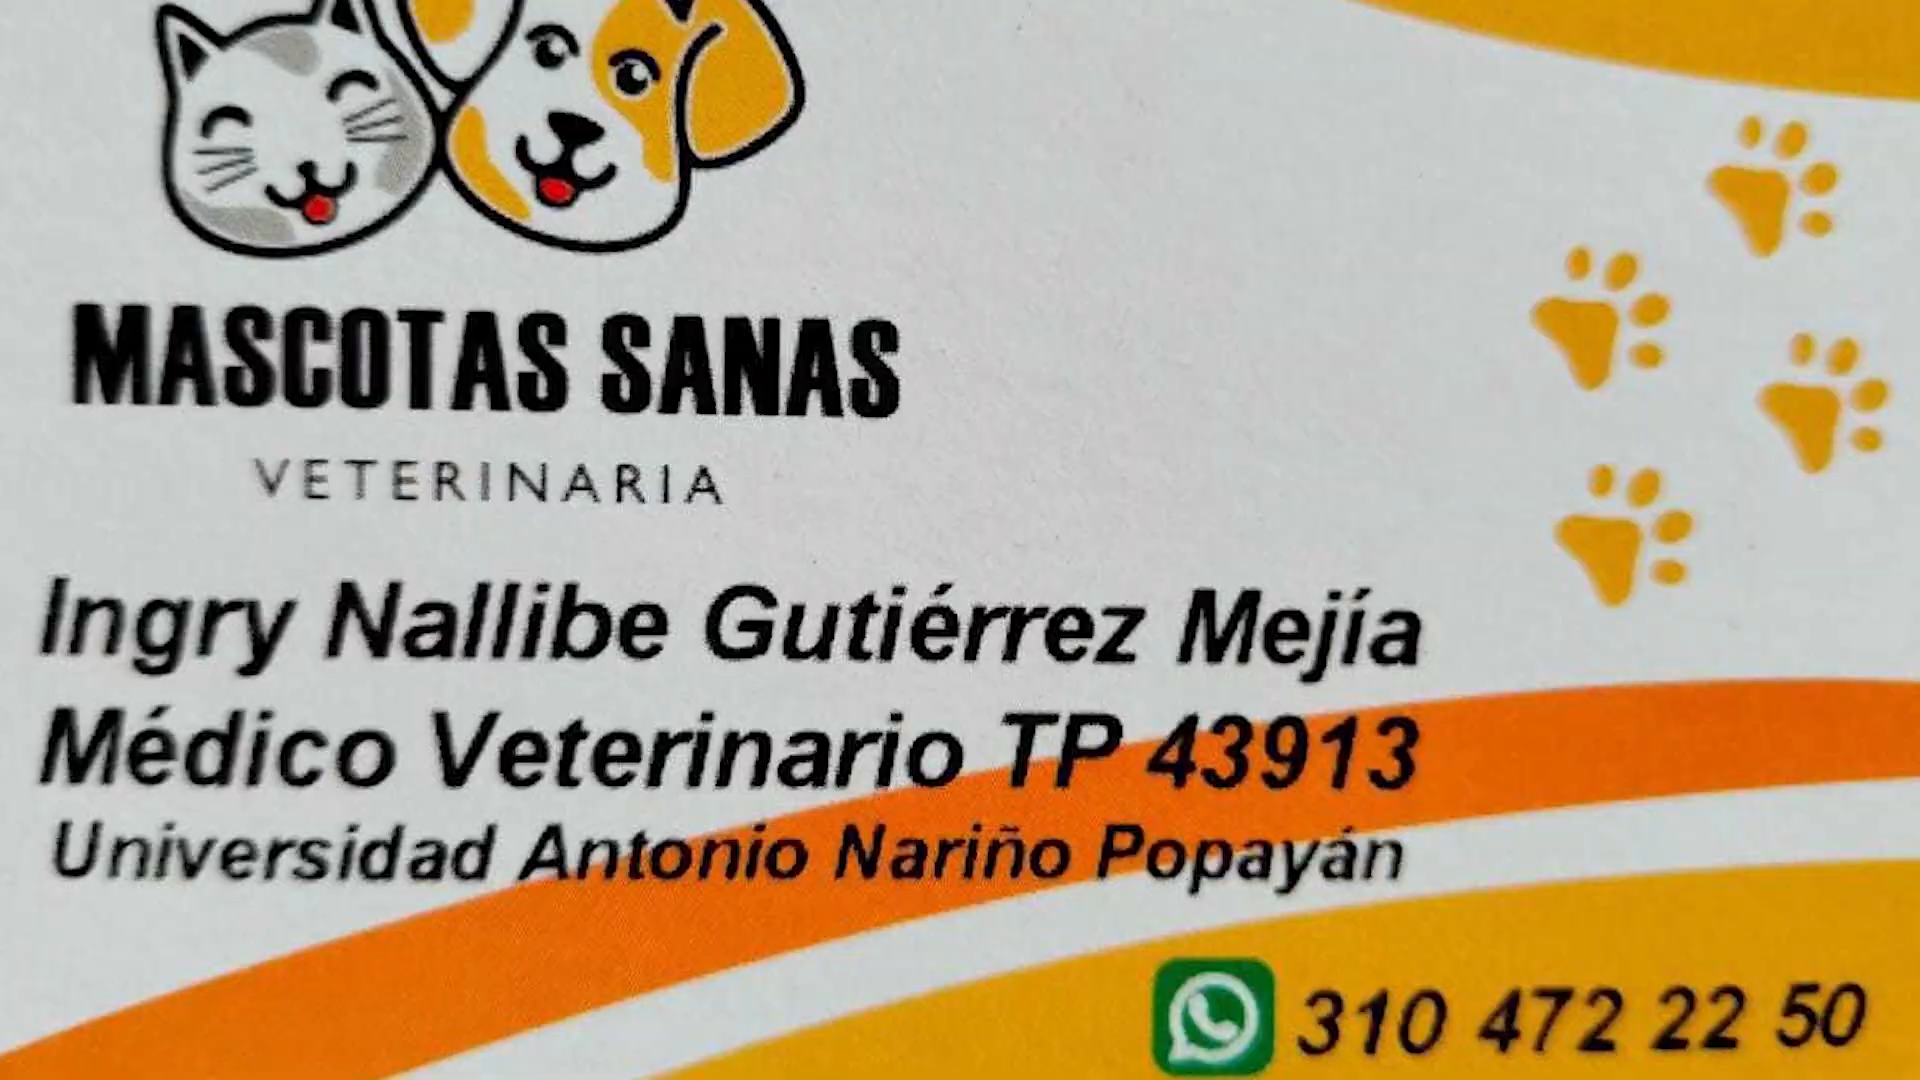 MASCOTAS SANAS
VETERINARIA
Ingry Nallibe Gutiérrez Mejía
Médico Veterinario TP 43913
Universidad Antonio Nariño Popayán
310 472 22 50